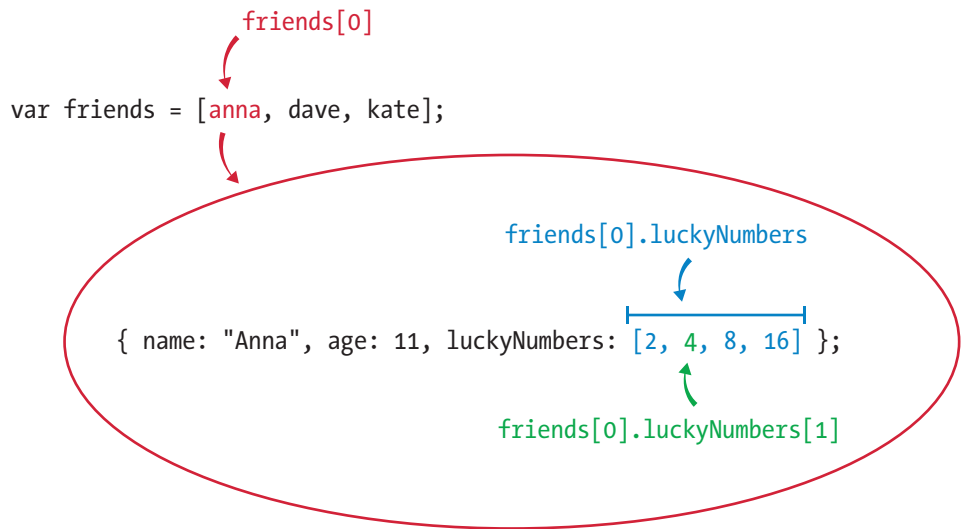 friends[0]
var friends = [anna, dave, kate];
friends[0].luckyNumbers
{ name: "Anna", age: 11, luckyNumbers: [2, 4, 8, 16] };
friends[0].luckyNumbers[1]